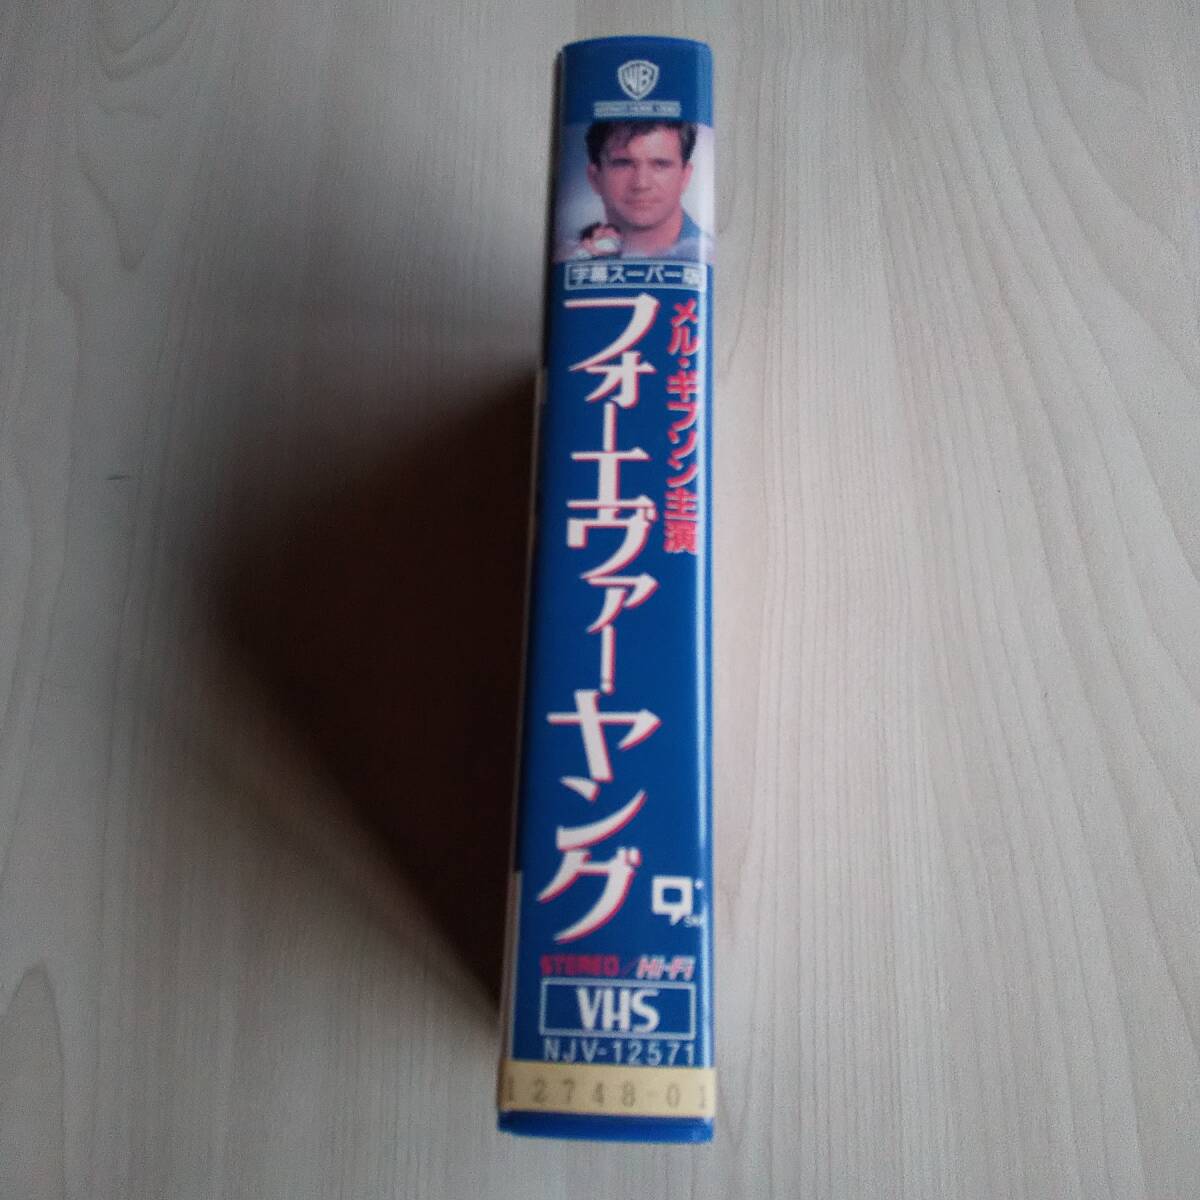 WB
字幕スーパー版
メル・ギブソン主演
フォーエヴァー・ヤング
STEREO/Hi-Fi
VHS
NJV-12571
12748-01